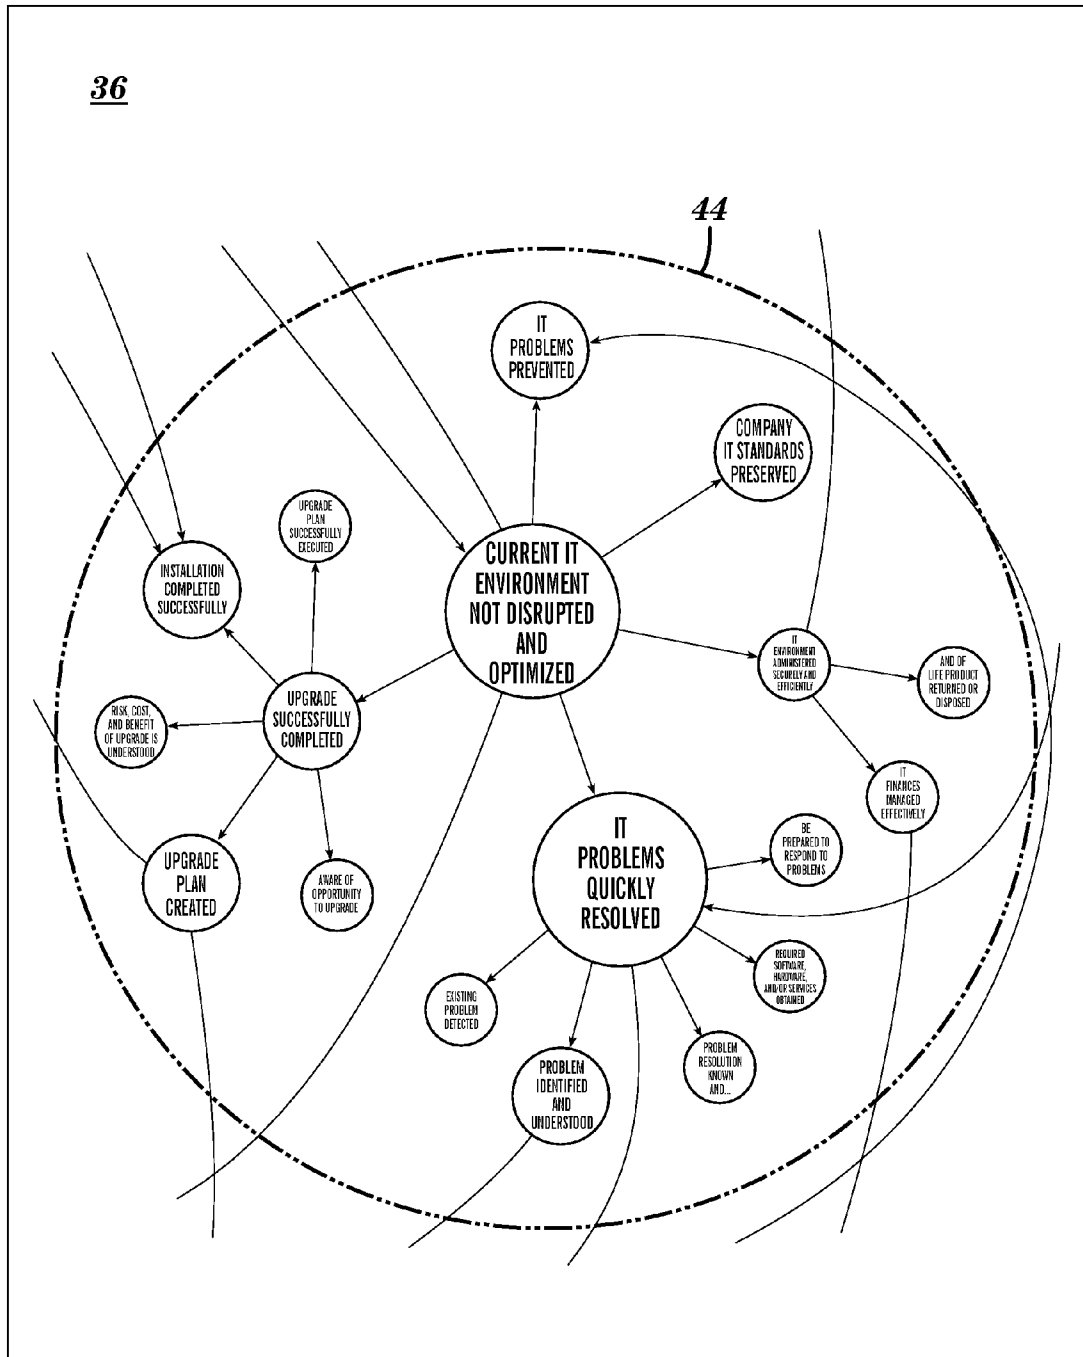 36
44
IT
PROBLEMS
PREVENTED
COMPANY
IT STANDARDS
PRESERVED
UPGRADE
PLAN
SUCCESSFULLY
EXECUTED
CURRENT IT
ENVIRONMENT
NOT DISRUPTED
AND
OPTIMIZED
INSTALLATION
COMPLETED
SUCCESSFULLY
IT
ENVIRONMENT
ADMINISTERED
SECURELY AND
EFFICIENTLY
AND OF
LIFE PRODUCT
RETURNED OR
DISPOSED
RISK, COST,
AND BENEFIT
OF UPGRADE IS
UNDERSTOOD
UPGRADE
SUCCESSFULLY
COMPLETED
IT
FINANCES
MANAGED
EFFECTIVELY
IT
PROBLEMS
QUICKLY
RESOLVED
BE
PREPARED TO
RESPOND TO
PROBLEMS
UPGRADE
PLAN
CREATED
AWARE OF
OPPORTUNITY
TO UPGRADE
REQUIRED
SOFTWARE,
HARDWARE,
AND/OR SERVICES
OBTAINED
EXISTING
PROBLEM
DETECTED
PROBLEM
IDENTIFIED
AND
UNDERSTOOD
PROBLEM
RESOLUTION
KNOWN
AND...